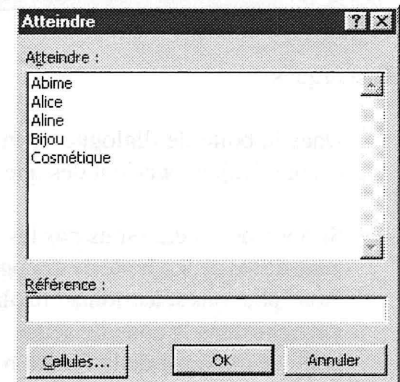 Atteindre
Atteindre :
Abime
Alice
Aline
Bijou
Cosmétique
Référence :
Cellules... OK Annuler